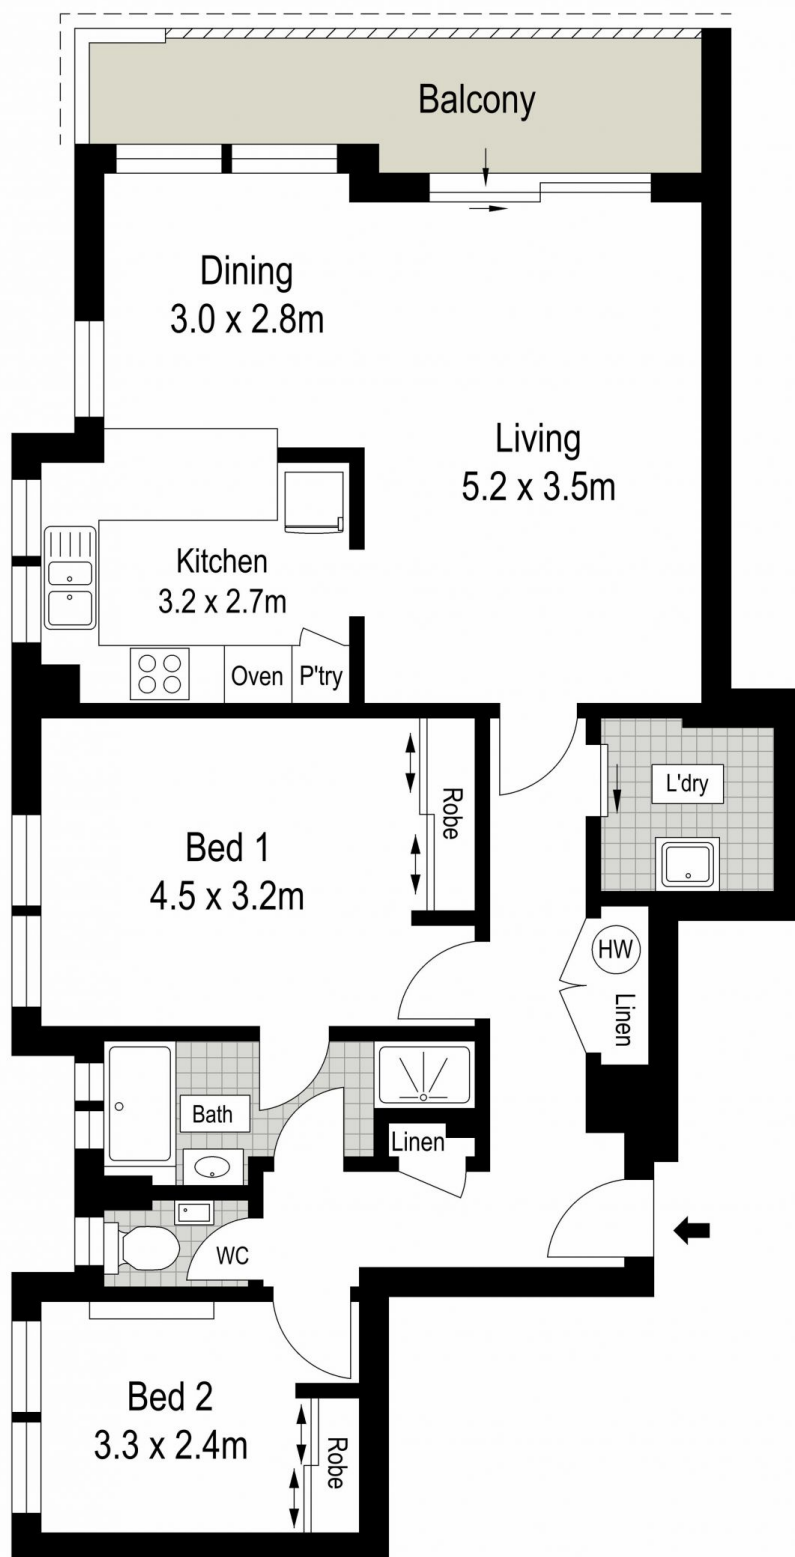 Balcony
Dining
3.0 x 2.8m
Living
5.2 x 3.5m
Kitchen
3.2 x 2.7m
Oven
P'try
L'dry
Robe
Bed 1
4.5 x 3.2m
HW
Linen
Bath
Linen
WC
Bed 2
3.3 x 2.4m
Robe